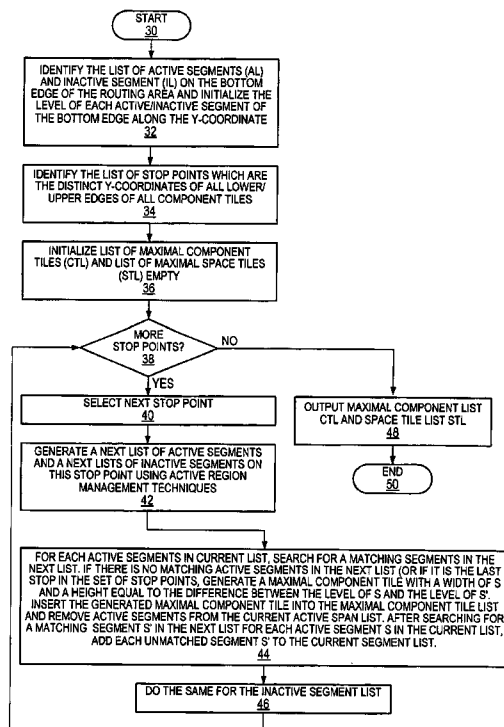 START
30
IDENTIFY THE LIST OF ACTIVE SEGMENTS (AL)
AND INACTIVE SEGMENT (IL) ON THE BOTTOM
EDGE OF THE ROUTING AREA AND INITIALIZE THE
LEVEL OF EACH ACTIVE/INACTIVE SEGMENT OF
THE BOTTOM EDGE ALONG THE Y-COORDINATE
32
IDENTIFY THE LIST OF STOP POINTS WHICH ARE
THE DISTINCT Y-COORDINATES OF ALL LOWER/
UPPER EDGES OF ALL COMPONENT TILES
34
INITIALIZE LIST OF MAXIMAL COMPONENT
TILES (CTL) AND LIST OF MAXIMAL SPACE TILES
(STL) EMPTY
36
MORE
STOP POINTS?
38
NO
YES
SELECT NEXT STOP POINT
40
OUTPUT MAXIMAL COMPONENT LIST
CTL AND SPACE TILE LIST STL
48
END
50
GENERATE A NEXT LIST OF ACTIVE SEGMENTS
AND A NEXT LISTS OF INACTIVE SEGMENTS ON
THIS STOP POINT USING ACTIVE REGION
MANAGEMENT TECHNIQUES
42
FOR EACH ACTIVE SEGMENTS IN CURRENT LIST, SEARCH FOR A MATCHING SEGMENTS IN THE
NEXT LIST. IF THERE IS NO MATCHING ACTIVE SEGMENTS IN THE NEXT LIST (OR IF IT IS THE LAST
STOP IN THE SET OF STOP POINTS, GENERATE A MAXIMAL COMPONENT TILE WITH A WIDTH OF S
AND A HEIGHT EQUAL TO THE DIFFERENCE BETWEEN THE LEVEL OF S AND THE LEVEL OF S'.
INSERT THE GENERATED MAXIMAL COMPONENT TILE INTO THE MAXIMAL COMPONENT TILE LIST
AND REMOVE ACTIVE SEGMENTS FROM THE CURRENT ACTIVE SPAN LIST. AFTER SEARCHING FOR
A MATCHING SEGMENT S' IN THE NEXT LIST FOR EACH ACTIVE SEGMENT S IN THE CURRENT LIST,
ADD EACH UNMATCHED SEGMENT S' TO THE CURRENT SEGMENT LIST.
44
DO THE SAME FOR THE INACTIVE SEGMENT LIST
46